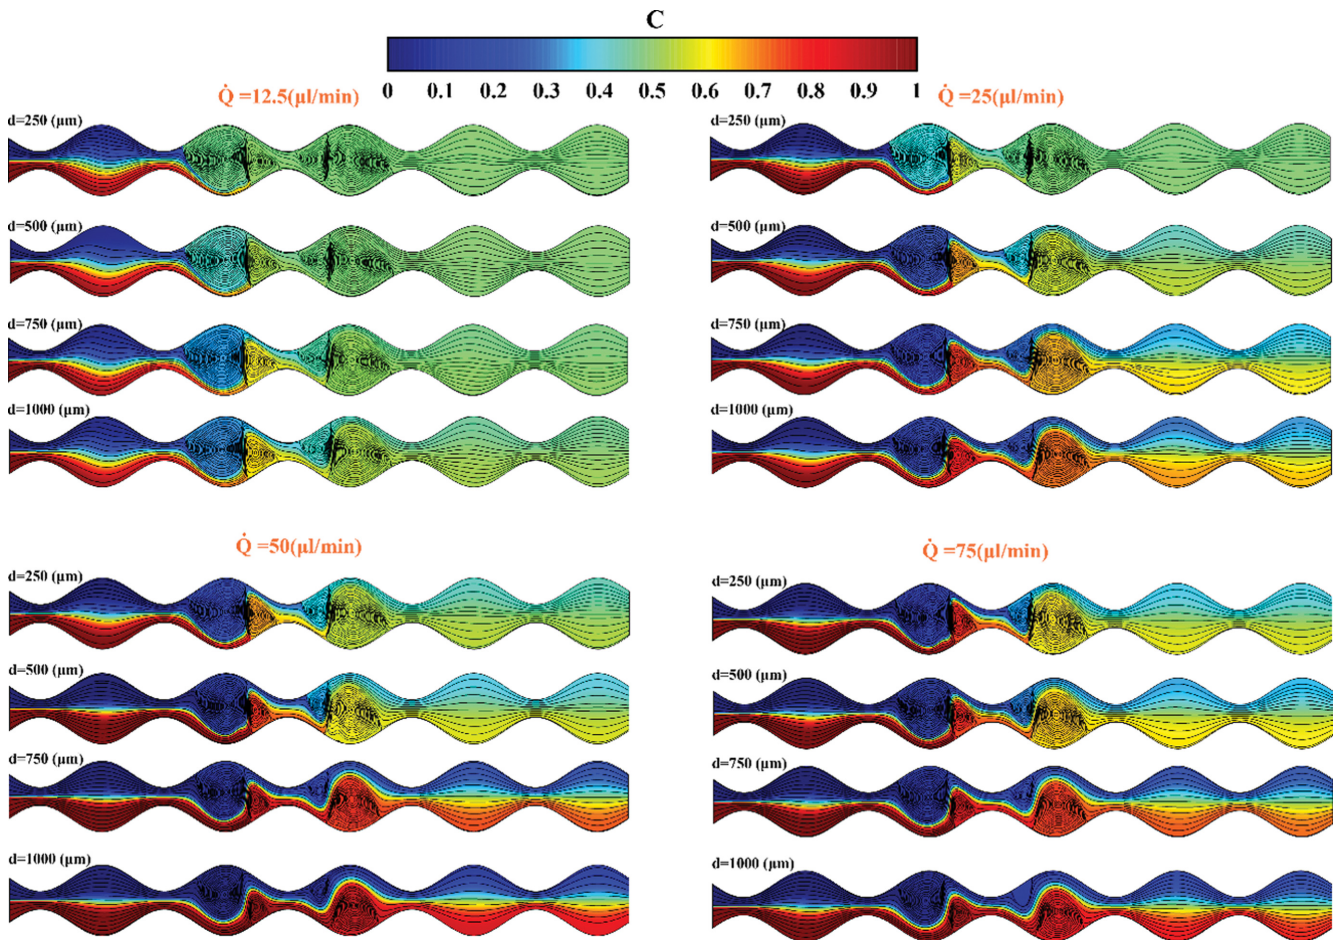 C
0 0.1 0.2 0.3 0.4 0.5 0.6 0.7 0.8 0.9 1
Q̇ =12.5(µl/min)
d=250 (µm)
d=500 (µm)
d=750 (µm)
d=1000 (µm)
Q̇ =25(µl/min)
d=250 (µm)
d=500 (µm)
d=750 (µm)
d=1000 (µm)
Q̇ =50(µl/min)
d=250 (µm)
d=500 (µm)
d=750 (µm)
d=1000 (µm)
Q̇ =75(µl/min)
d=250 (µm)
d=500 (µm)
d=750 (µm)
d=1000 (µm)